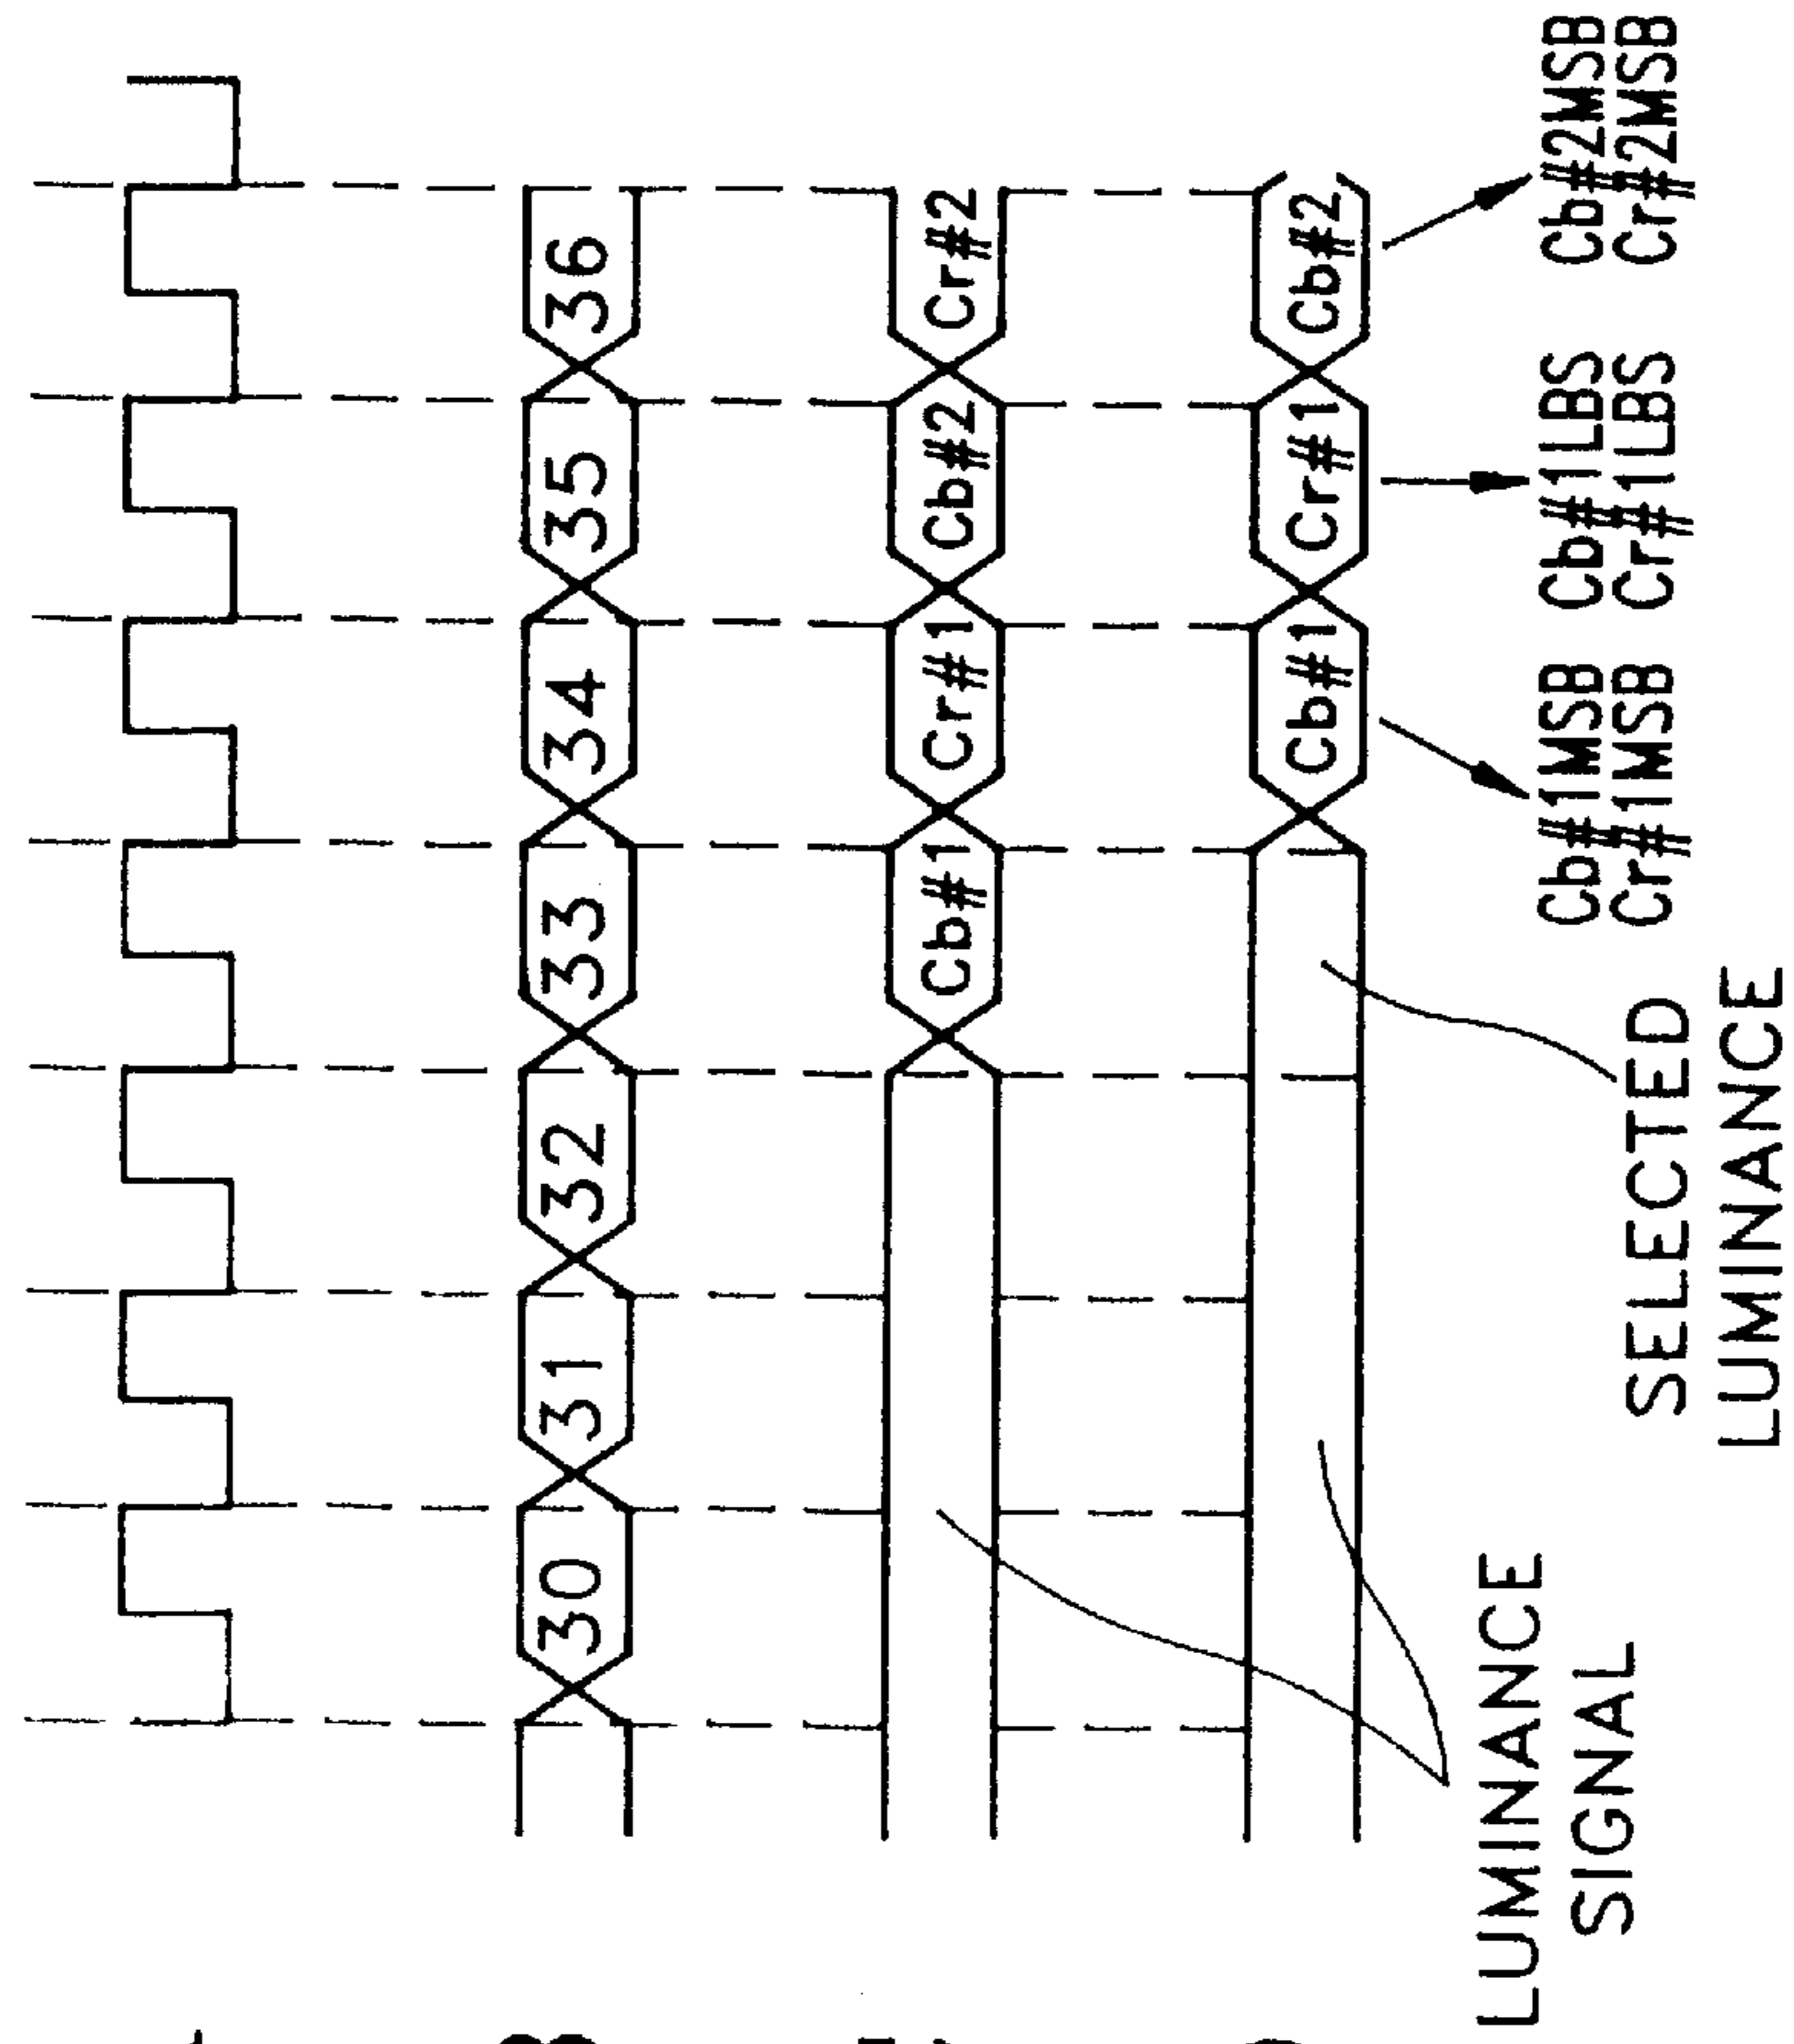 30 31 32 33 34 35 36
Cb#1 Cr#1 Cb#2 Cr#2
Cb#1 Cr#1 Cb#2
Cb#1MSB Cb#1LBS Cb#2MSB
Cr#1MSB Cr#1LBS Cr#2MSB
LUMINANCE
SIGNAL
SELECTED
LUMINANCE